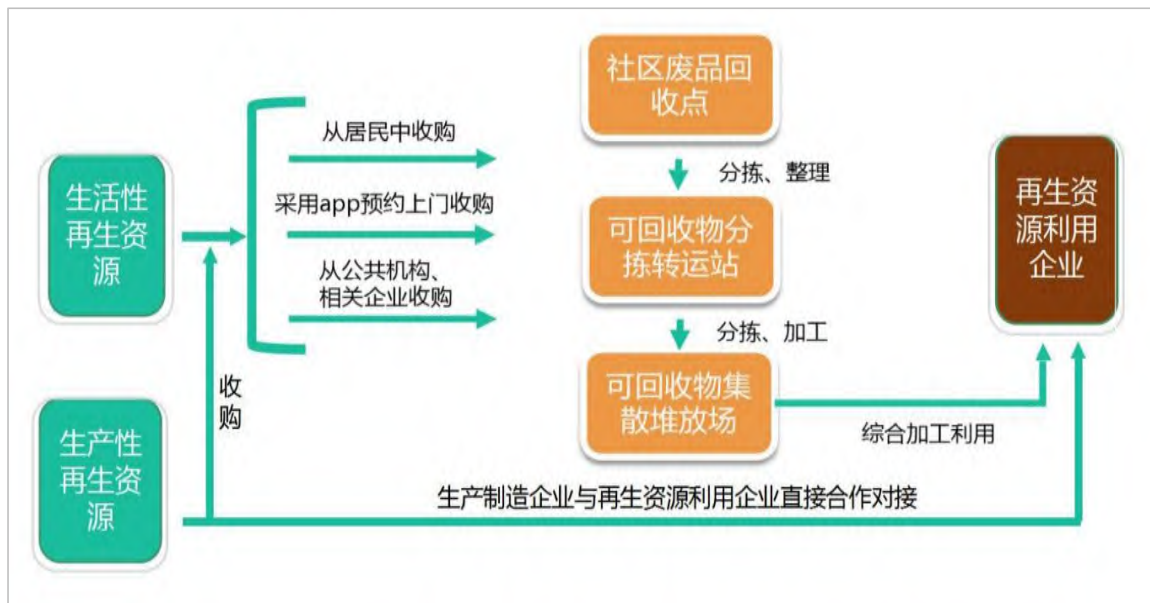 社区废品回
收点
从居民中收购
分拣、整理
生活性
再生资
源
采用app预约上门收购
可回收物分
拣转运站
再生资
源利用
企业
从公共机构、
相关企业收购
分拣、加工
收
购
可回收物集
散堆放场
综合加工利用
生产性
再生资
源
生产制造企业与再生资源利用企业直接合作对接